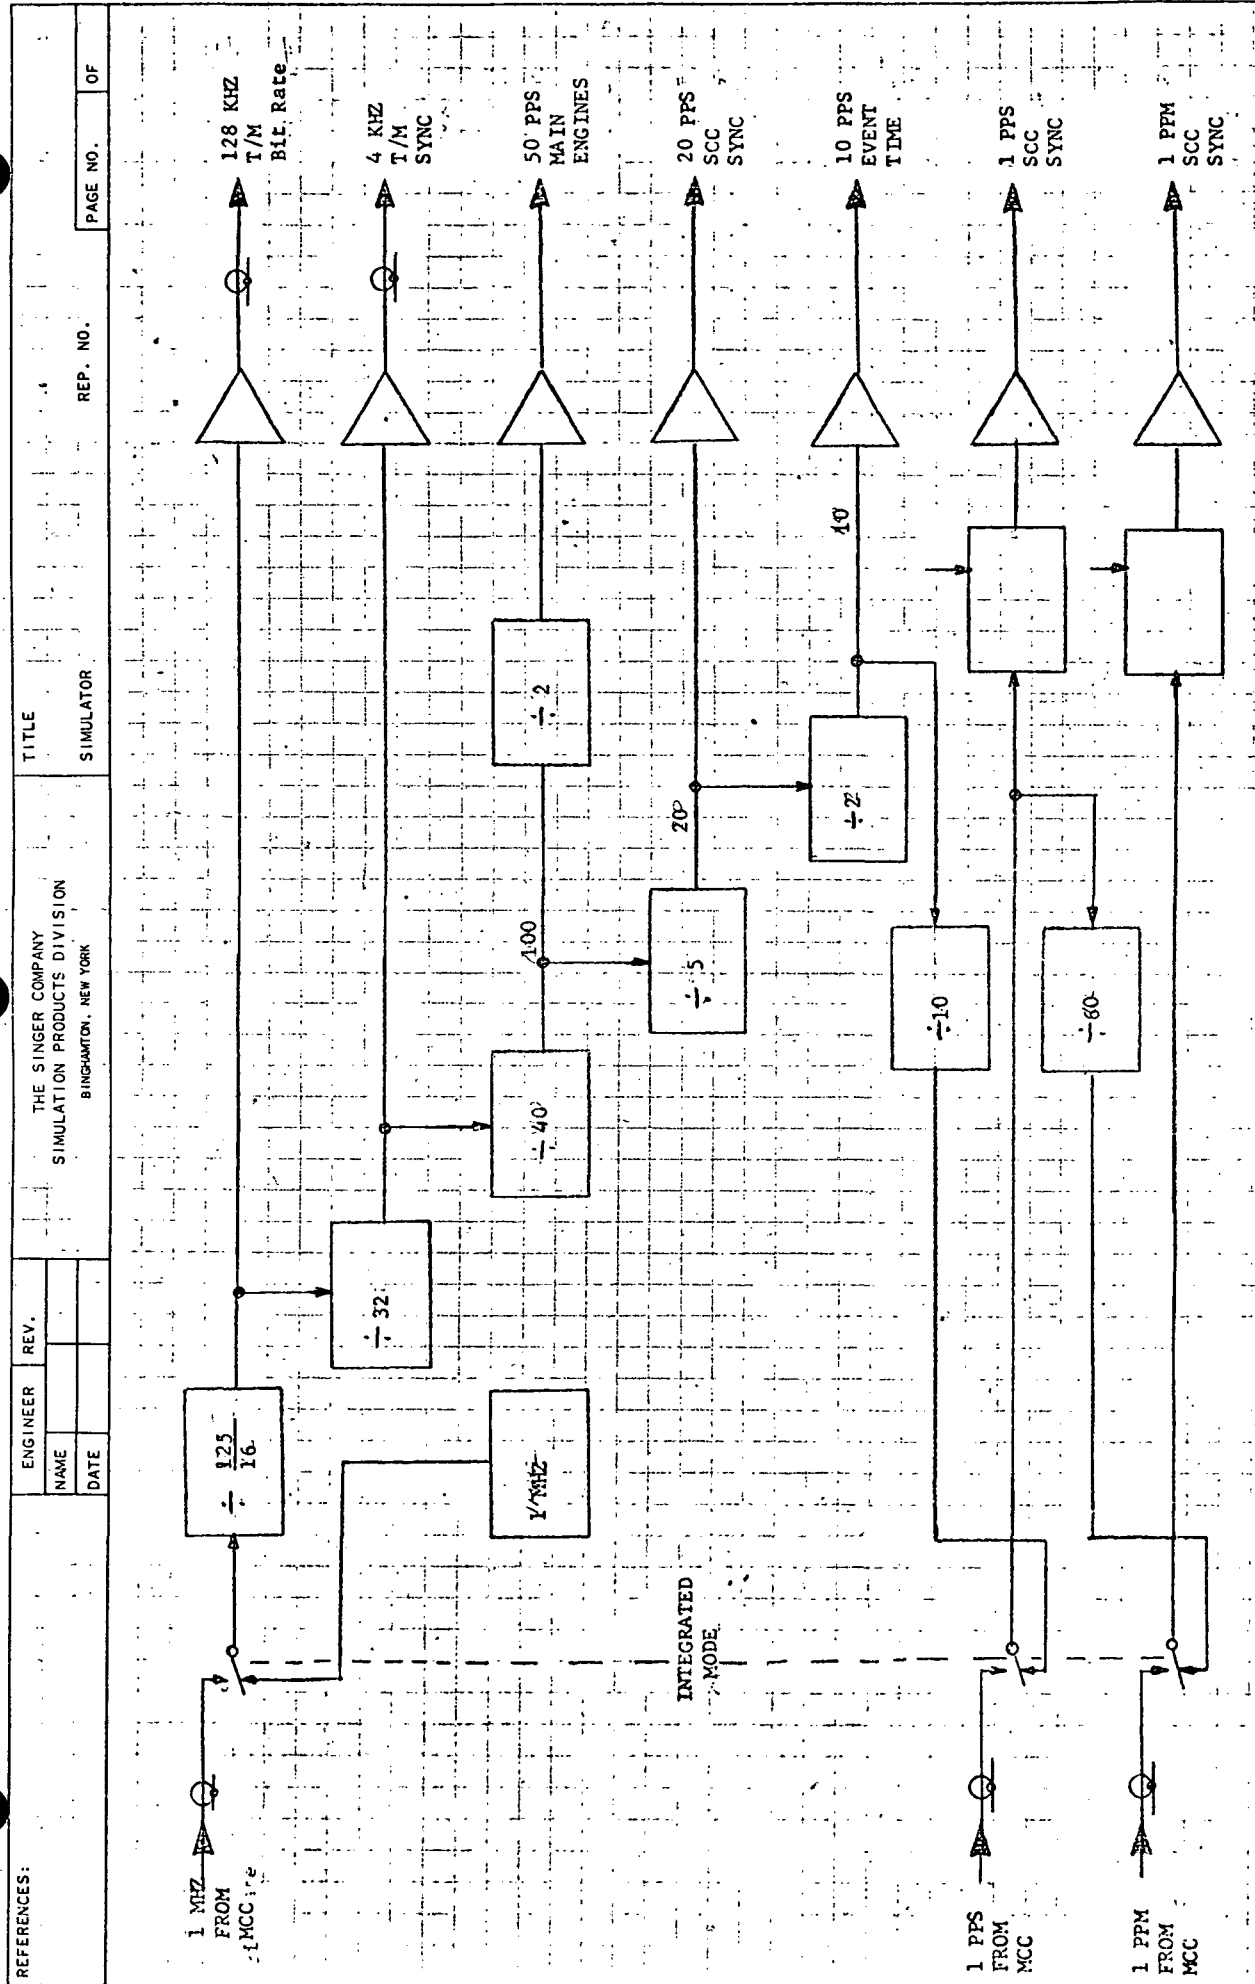 REFERENCES:
ENGINEER
REV.
NAME
DATE
THE SINGER COMPANY
SIMULATION PRODUCTS DIVISION
BINGHAMTON, NEW YORK
TITLE
SIMULATOR
REP. NO.
PAGE NO.
OF
1 MHZ
FROM
MCC
÷ 125
16
128 KHZ
T/M
Bit Rate
÷ 32
4 KHZ
T/M
SYNC
1 MHZ
÷ 40
100
÷ 2
50 PPS
MAIN
ENGINES
÷ 5
20
20 PPS
SCC
SYNC
INTEGRATED
MODE
÷2
10
10 PPS
EVENT
TIME
÷10
1 PPS
FROM
MCC
1 PPS
SCC
SYNC
÷60
1 PPM
FROM
MCC
1 PPM
SCC
SYNC